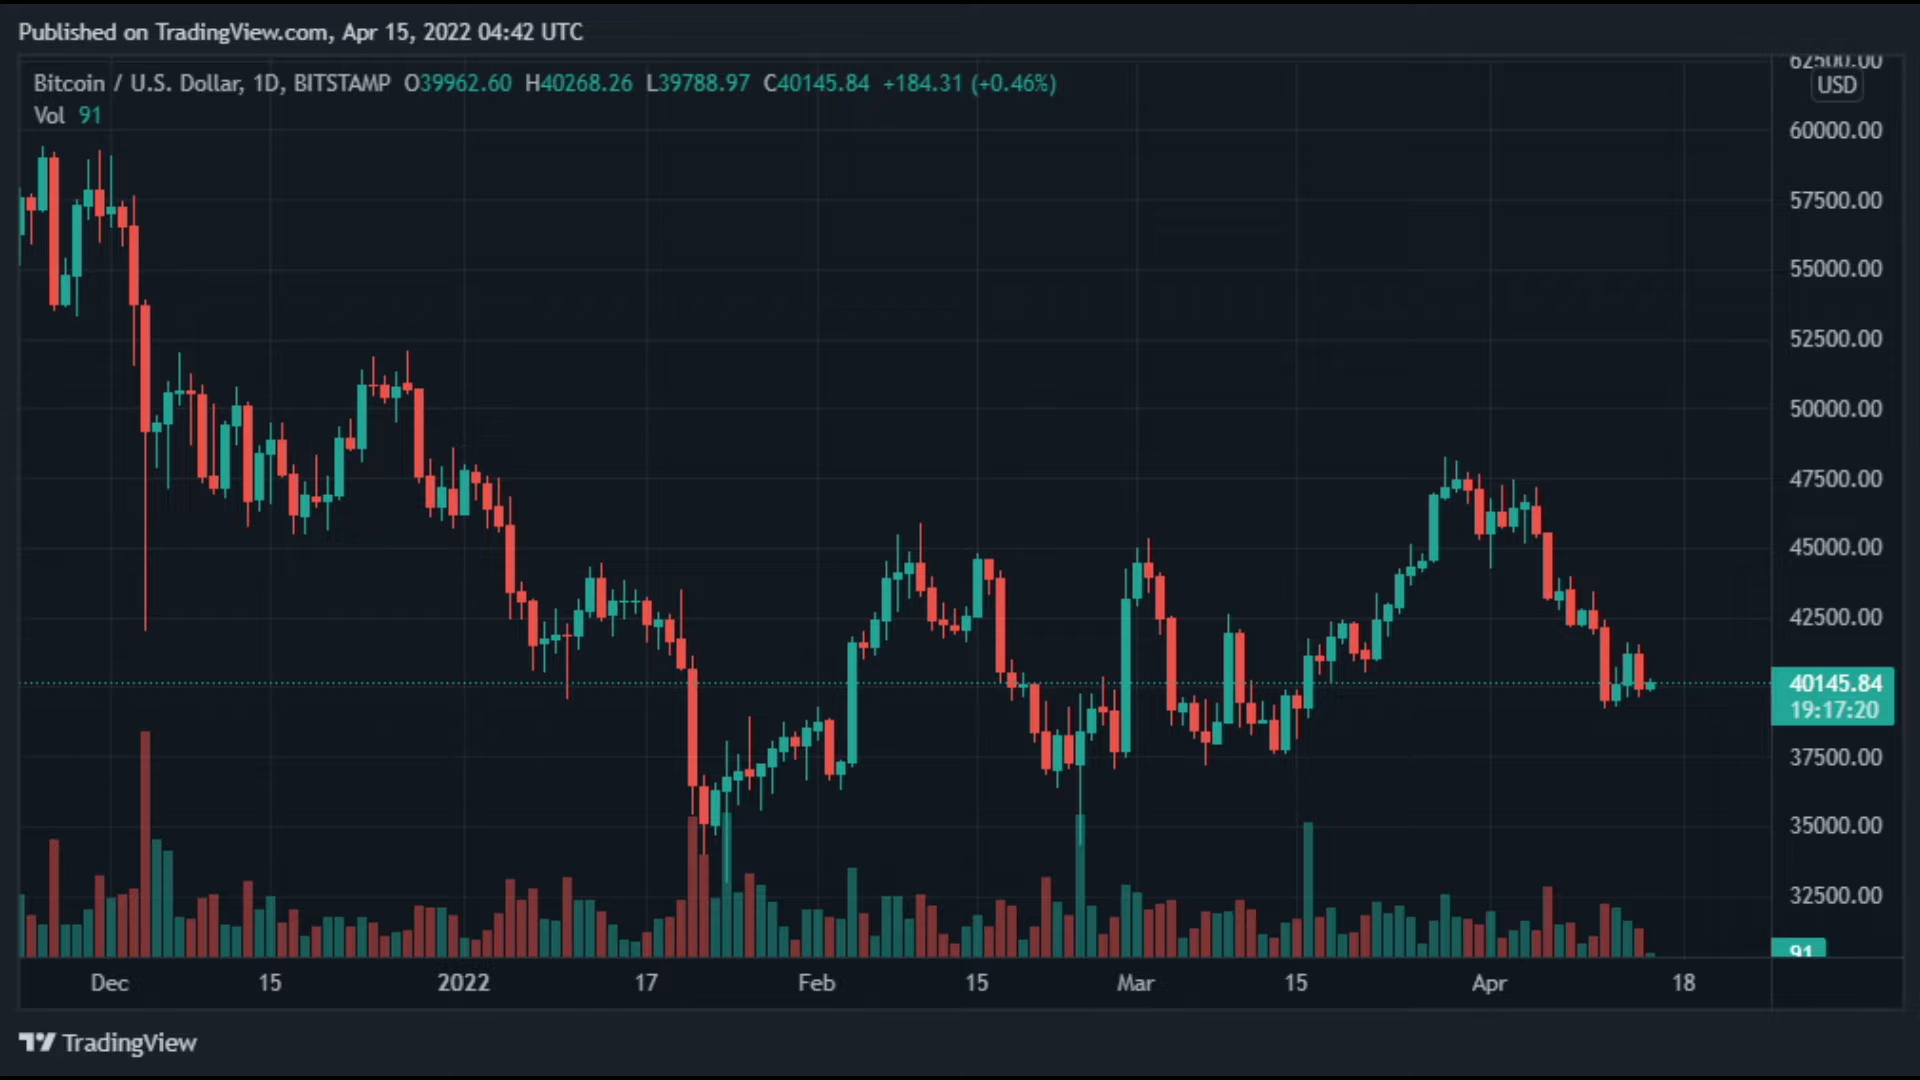 Published on TradingView.com, Apr 15, 2022 04:42 UTC
Bitcoin / U.S. Dollar, 1D, BITSTAMP O39962.60 H40268.26 L39788.97 C40145.84 +184.31 (+0.46%)
Vol 91
62500.00
USD
60000.00
57500.00
55000.00
52500.00
50000.00
47500.00
45000.00
42500.00
40145.84
19:17:20
37500.00
35000.00
32500.00
91
Dec 15 2022 17 Feb 15 Mar 15 Apr 18
TradingView